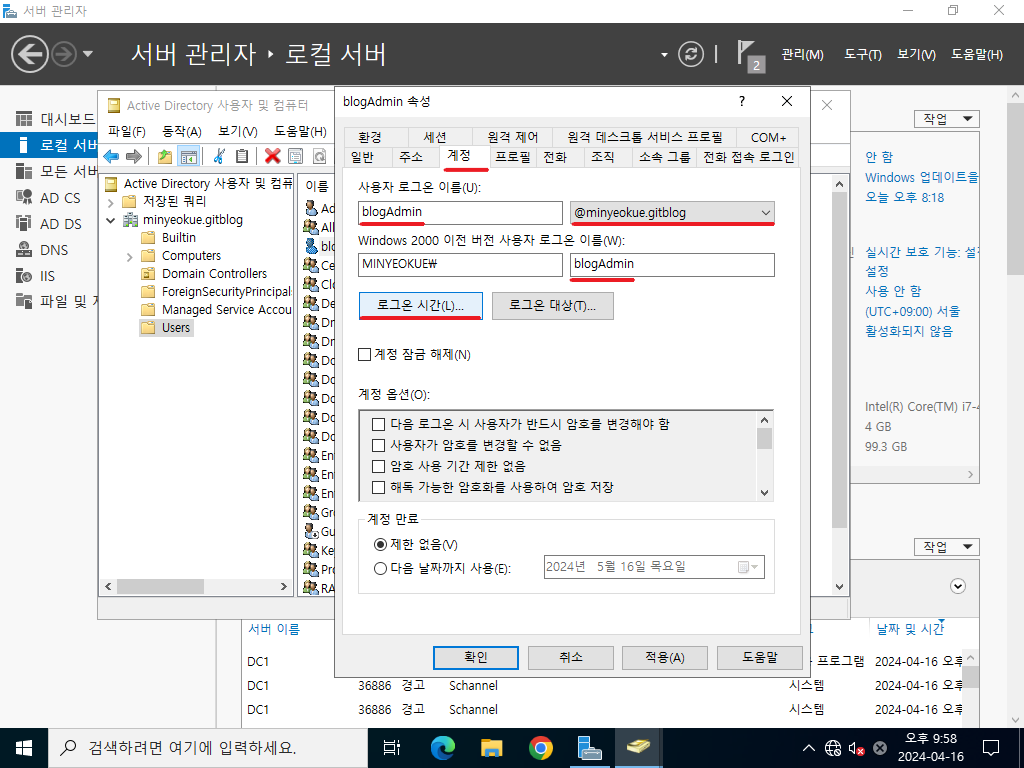 서버 관리자
서버 관리자 ‣ 로컬 서버
2
관리(M) 도구(T) 보기(V) 도움말(H)
대시보드
로컬 서버
모든 서버
AD CS
AD DS
DNS
IIS
파일 및 저
Active Directory 사용자 및 컴퓨터
파일(F) 동작(A) 보기(V) 도움말(H)
Active Directory 사용자 및 컴퓨
저장된 쿼리
minyeokue.gitblog
Builtin
Computers
Domain Controllers
ForeignSecurityPrincipal
Managed Service Accou
Users
이름
Ad
All
blo
Ce
Clo
De
Dn
Dn
Do
Do
Do
Do
Do
En
En
En
Gr
Gu
Ke
Pro
RA
blogAdmin 속성
?
환경 세션 원격 제어 원격 데스크톱 서비스 프로필 COM+
일반 주소 계정 프로필 전화 조직 소속 그룹 전화 접속 로그인
사용자 로그온 이름(U):
blogAdmin @minyeokue.gitblog
Windows 2000 이전 버전 사용자 로그온 이름(W):
MINYEOKUE₩ blogAdmin
로그온 시간(L)... 로그온 대상(T)...
계정 잠금 해제(N)
계정 옵션(O):
다음 로그온 시 사용자가 반드시 암호를 변경해야 함
사용자가 암호를 변경할 수 없음
암호 사용 기간 제한 없음
해독 가능한 암호화를 사용하여 암호 저장
계정 만료
제한 없음(V)
다음 날짜까지 사용(E): 2024년 5월 16일 목요일
확인 취소 적용(A) 도움말
작업
안 함
Windows 업데이트을
오늘 오후 8:18
실시간 보호 기능: 설정
설정
사용 안 함
(UTC+09:00) 서울
활성화되지 않음
Intel(R) Core(TM) i7-4
4 GB
99.3 GB
작업
서버 이름 날짜 및 시간
DC1 프로그램 2024-04-16 오후
DC1 36886 경고 Schannel 시스템 2024-04-16 오후
DC1 36886 경고 Schannel 시스템 2024-04-16 오후
검색하려면 여기에 입력하세요.
오후 9:58
2024-04-16